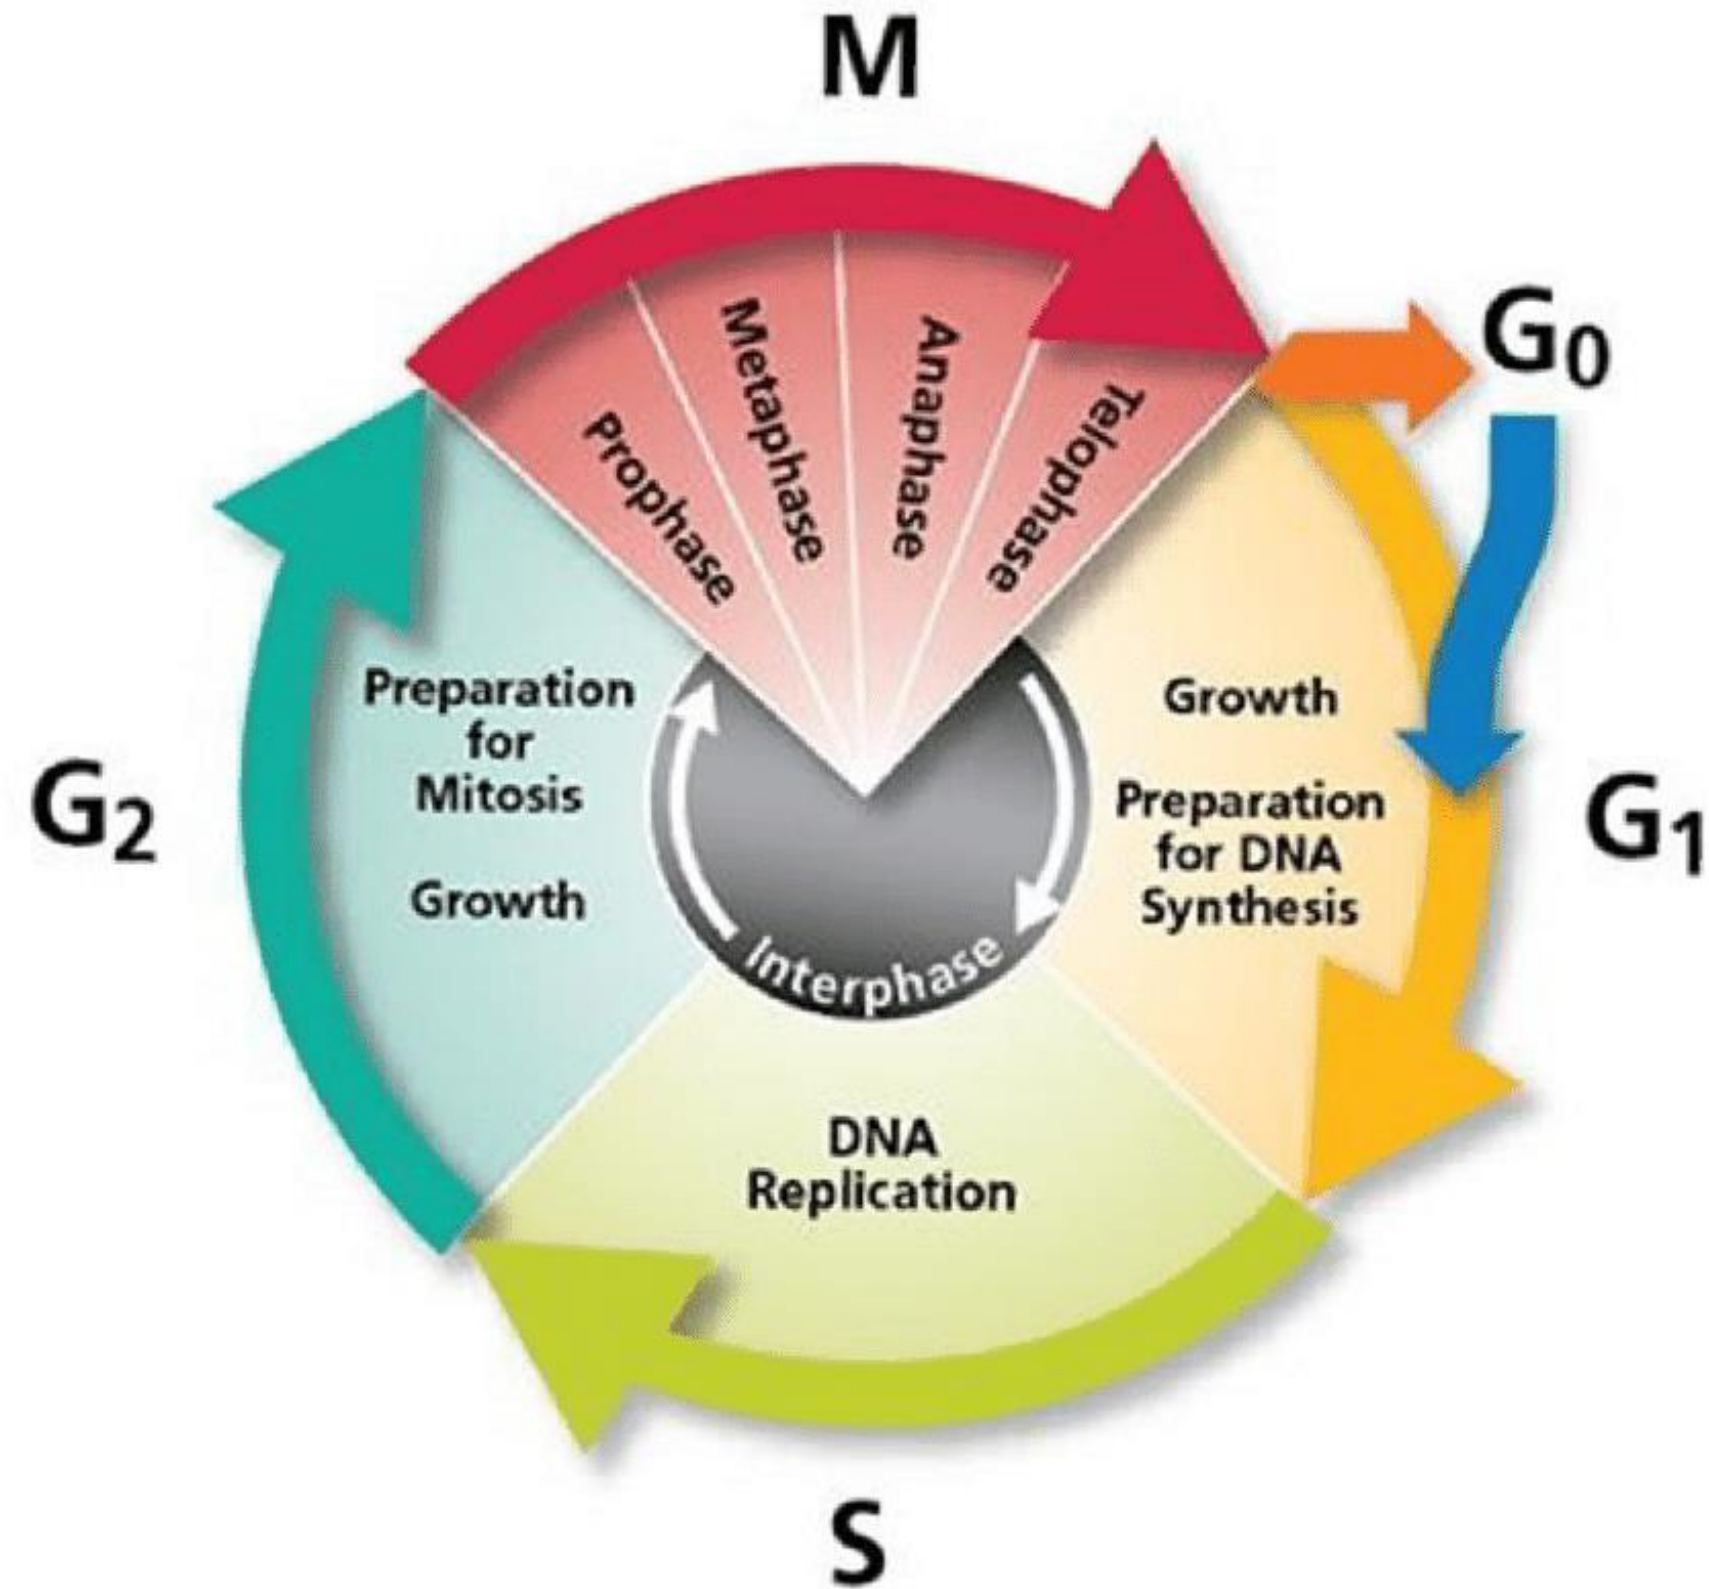 M
G0
Prophase
Metaphase
Anaphase
Telophase
Preparation
for
Mitosis
Growth
G2
Growth
Preparation
for DNA
Synthesis
G1
Interphase
DNA
Replication
S